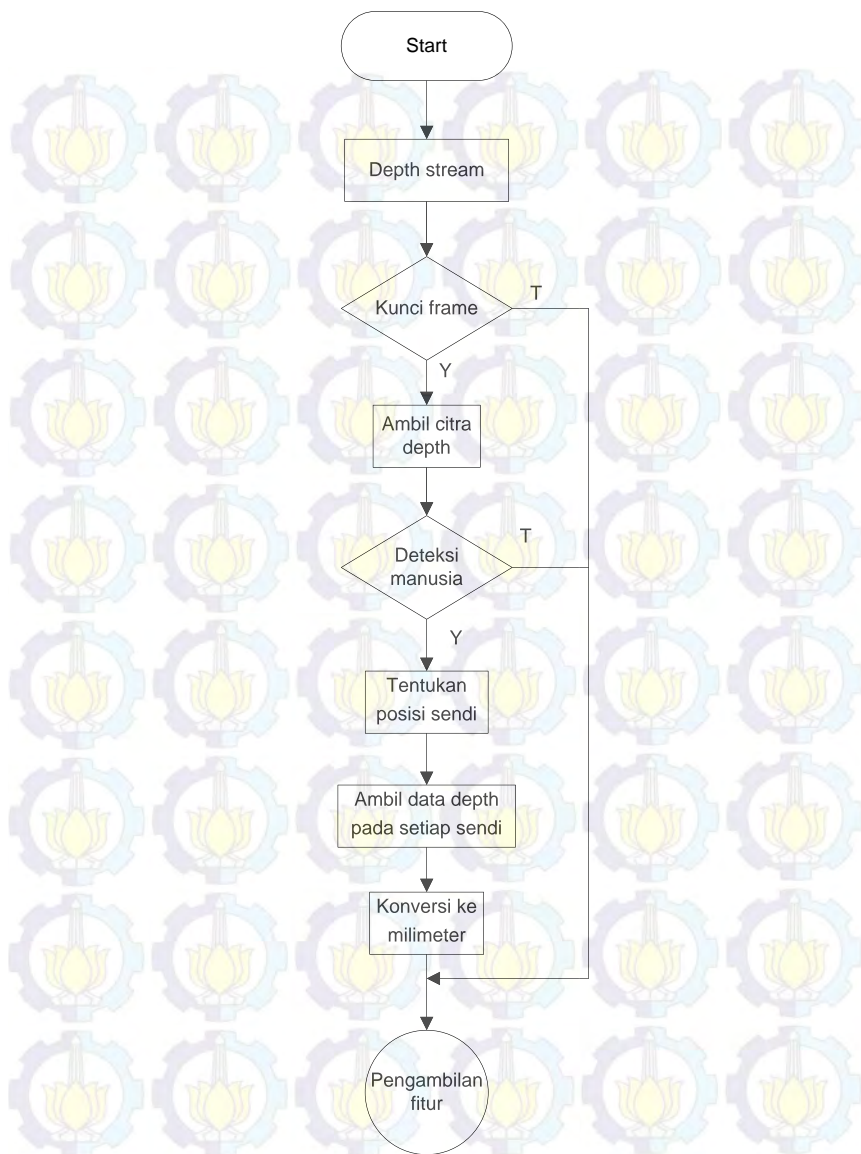 Start
Depth stream
Kunci frame
T
Y
Ambil citra
depth
Deteksi
manusia
T
Y
Tentukan
posisi sendi
Ambil data depth
pada setiap sendi
Konversi ke
milimeter
Pengambilan
fitur